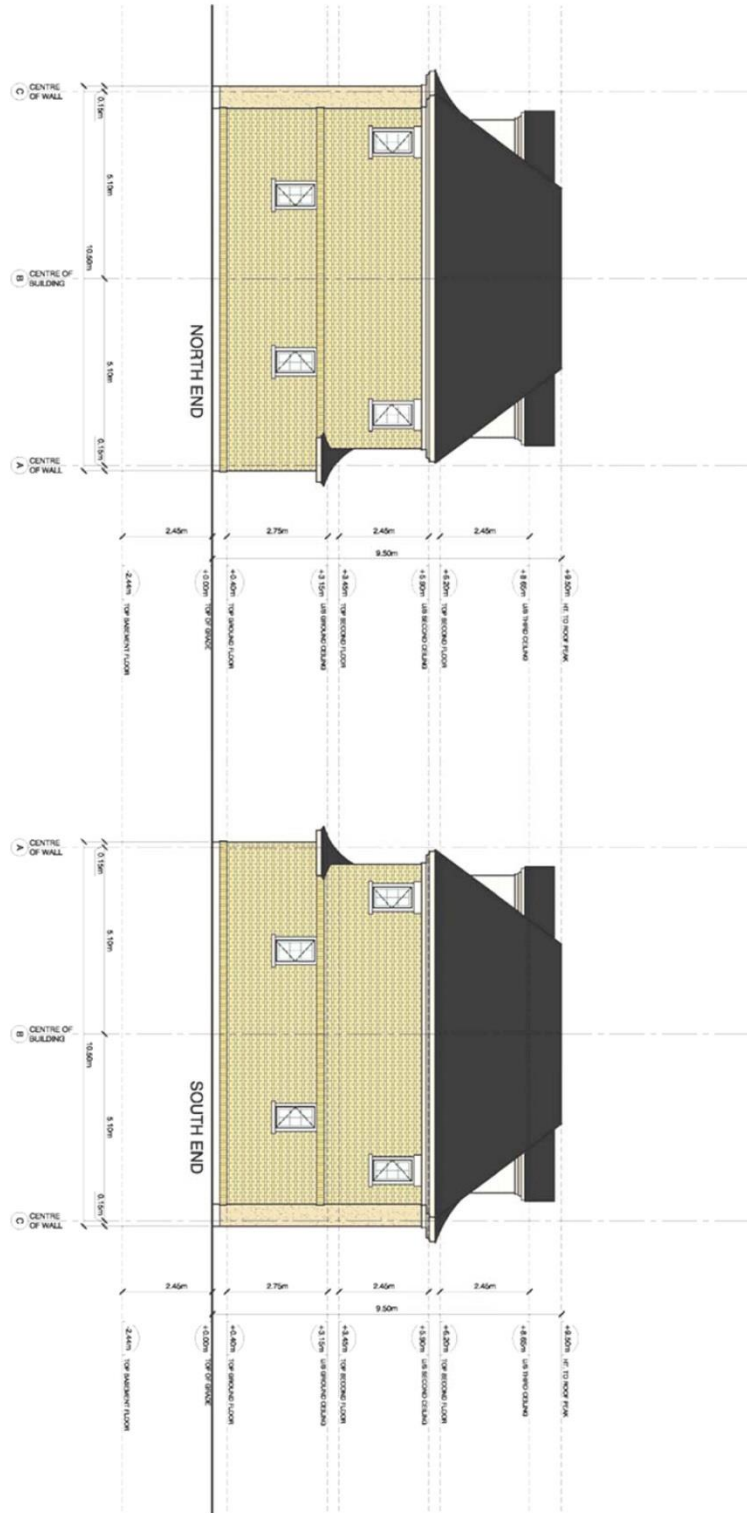 C
CENTRE
OF WALL
0.15m
5.10m
10.50m
B
CENTRE OF
BUILDING
5.10m
0.15m
A
CENTRE
OF WALL
NORTH END
2.45m
2.75m
2.45m
2.45m
9.50m
-2.44m
TOP BASEMENT FLOOR
+0.00m
TOP OF GRADE
+0.40m
TOP GROUND FLOOR
+3.15m
U/S GROUND CEILING
+3.45m
TOP SECOND FLOOR
+5.90m
U/S SECOND CEILING
+6.20m
TOP SECOND FLOOR
+8.65m
U/S THIRD CEILING
+9.50m
HT. TO ROOF PEAK
A
CENTRE
OF WALL
0.15m
5.10m
10.50m
B
CENTRE OF
BUILDING
5.10m
0.15m
C
CENTRE
OF WALL
SOUTH END
2.45m
2.75m
2.45m
2.45m
9.50m
-2.44m
TOP BASEMENT FLOOR
+0.00m
TOP OF GRADE
+0.40m
TOP GROUND FLOOR
+3.15m
U/S GROUND CEILING
+3.45m
TOP SECOND FLOOR
+5.90m
U/S SECOND CEILING
+6.20m
TOP SECOND FLOOR
+8.65m
U/S THIRD CEILING
+9.50m
HT. TO ROOF PEAK